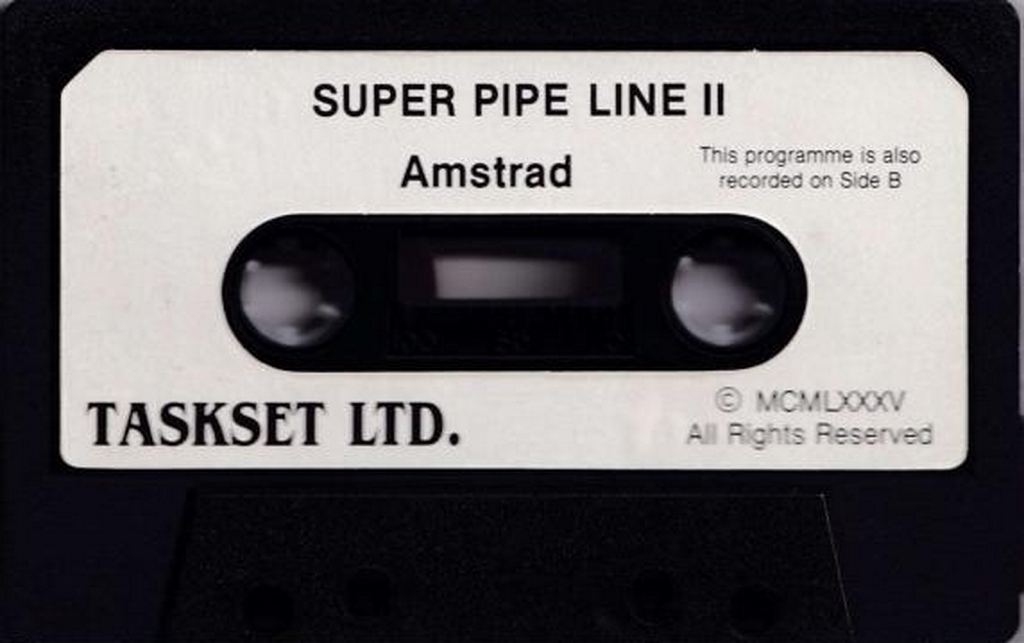 SUPER PIPE LINE II
Amstrad
This programme is also
recorded on Side B
TASKSET LTD.
© MCMLXXXV
All Rights Reserved